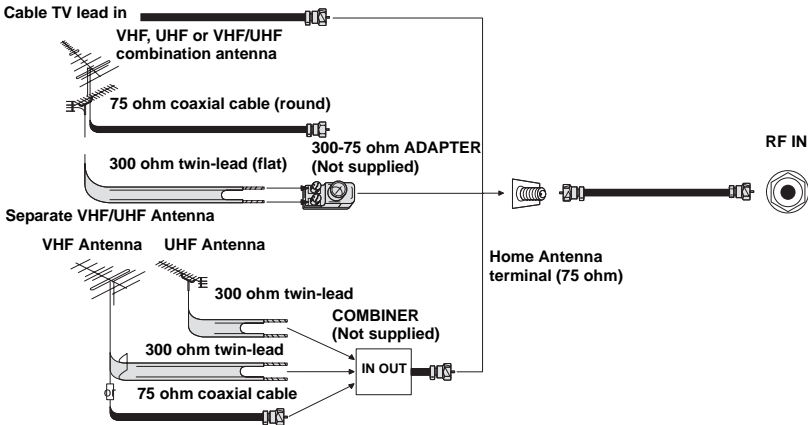 Cable TV lead in
VHF, UHF or VHF/UHF
combination antenna
75 ohm coaxial cable (round)
300-75 ohm ADAPTER
(Not supplied)
300 ohm twin-lead (flat)
RF IN
Separate VHF/UHF Antenna
VHF Antenna
UHF Antenna
Home Antenna
terminal (75 ohm)
300 ohm twin-lead
COMBINER
(Not supplied)
300 ohm twin-lead
IN OUT
or
75 ohm coaxial cable